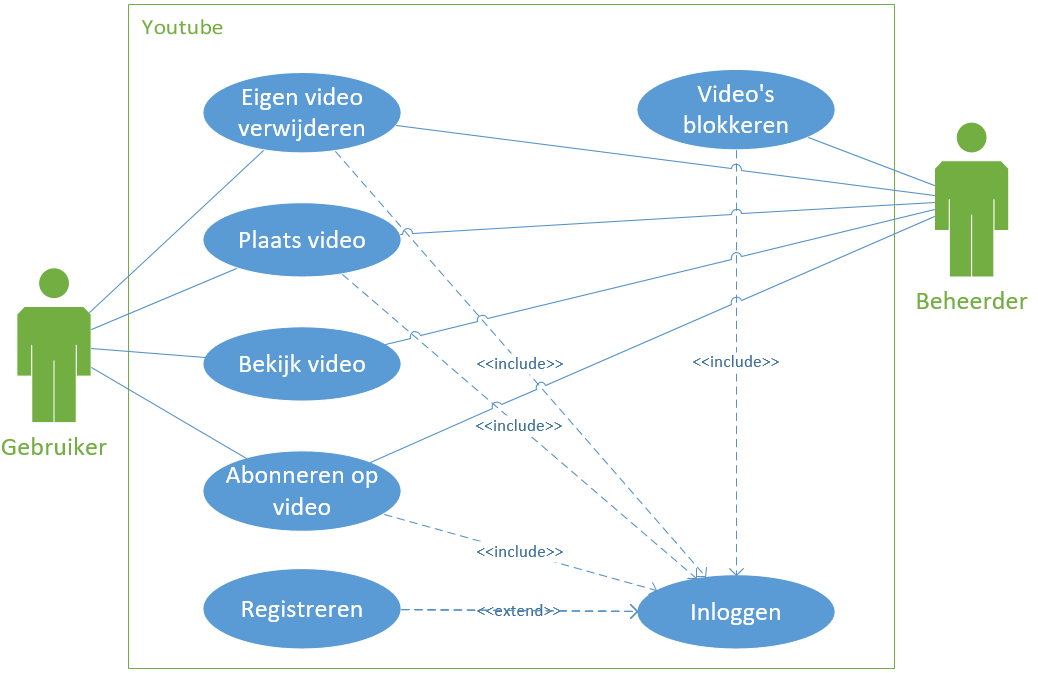 Youtube
Eigen video
verwijderen
Video's
blokkeren
Plaats video
Beheerder
Bekijk video
<<include>>
<<include>>
<<include>>
Gebruiker
Abonneren op
video
<<include>>
Registreren
<<extend>>
Inloggen